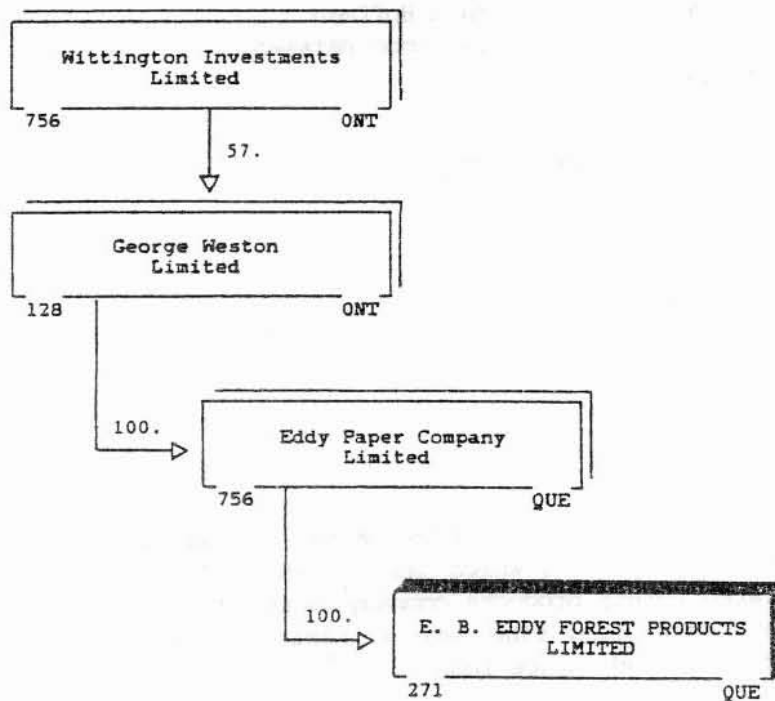 Wittington Investments
Limited
756 ONT
57.
George Weston
Limited
128 ONT
100.
Eddy Paper Company
Limited
756 QUE
100.
E. B. EDDY FOREST PRODUCTS
LIMITED
271 QUE